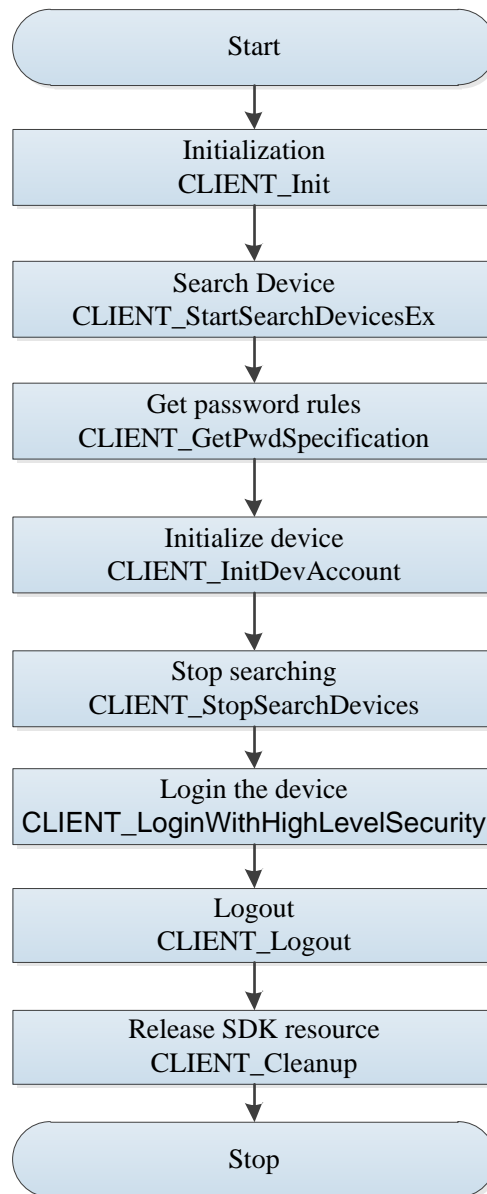 Start
Initialization
CLIENT_Init
Search Device
CLIENT_StartSearchDevicesEx
Get password rules
CLIENT_GetPwdSpecification
Initialize device
CLIENT_InitDevAccount
Stop searching
CLIENT_StopSearchDevices
Login the device
CLIENT_LoginWithHighLevelSecurity
Logout
CLIENT_Logout
Release SDK resource
CLIENT_Cleanup
Stop